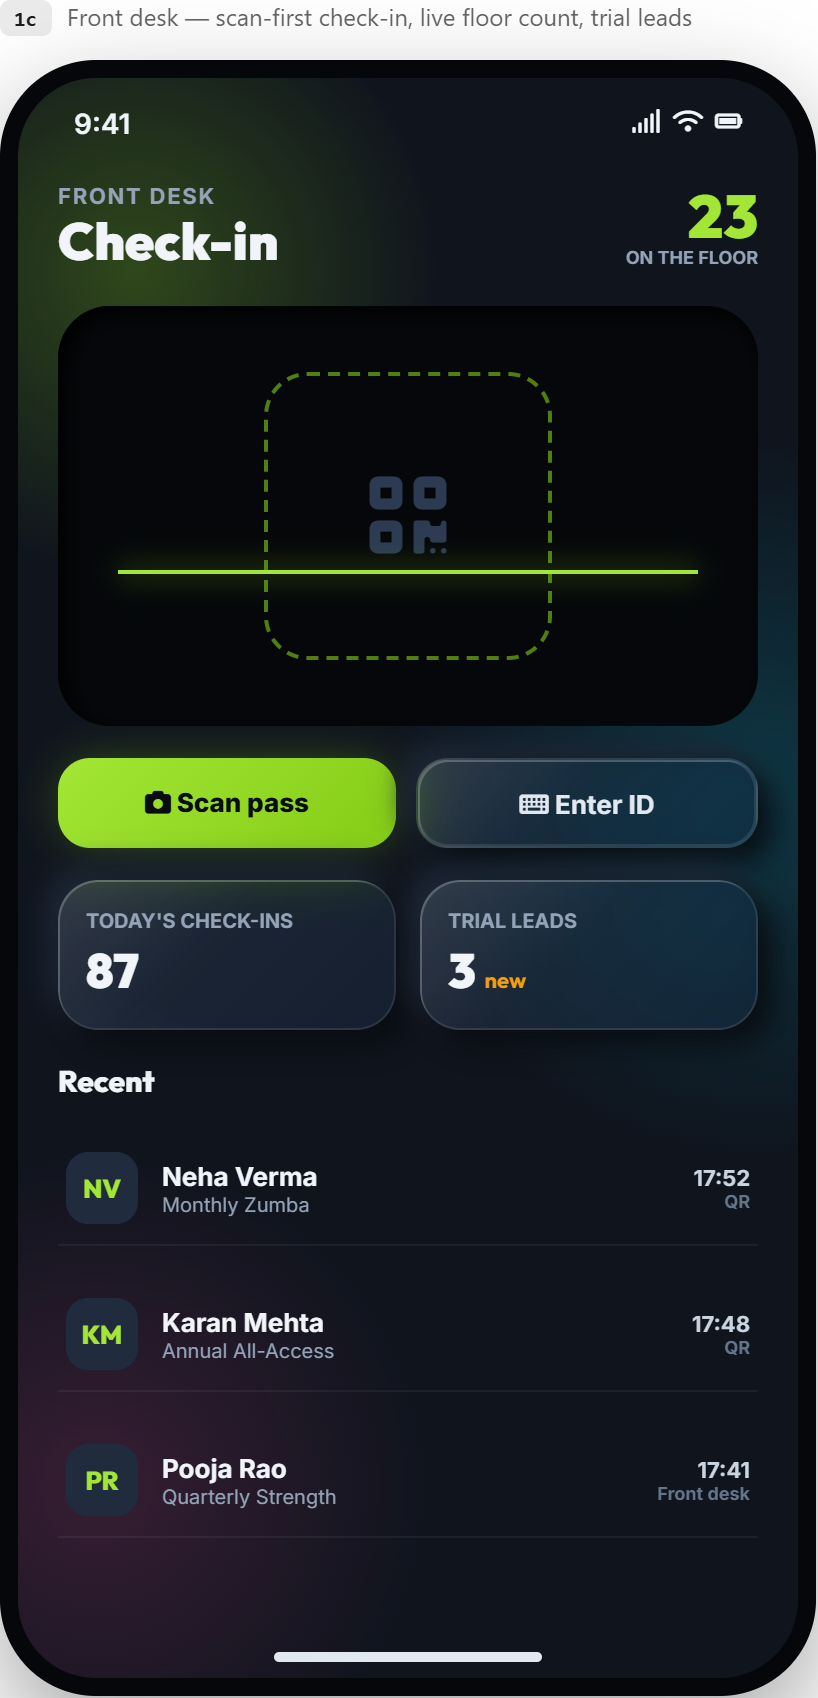 1c Front desk — scan-first check-in, live floor count, trial leads
9:41
FRONT DESK
Check-in
23
ON THE FLOOR
Scan pass
Enter ID
TODAY'S CHECK-INS
87
TRIAL LEADS
3 new
Recent
NV
Neha Verma
Monthly Zumba
17:52
QR
KM
Karan Mehta
Annual All-Access
17:48
QR
PR
Pooja Rao
Quarterly Strength
17:41
Front desk